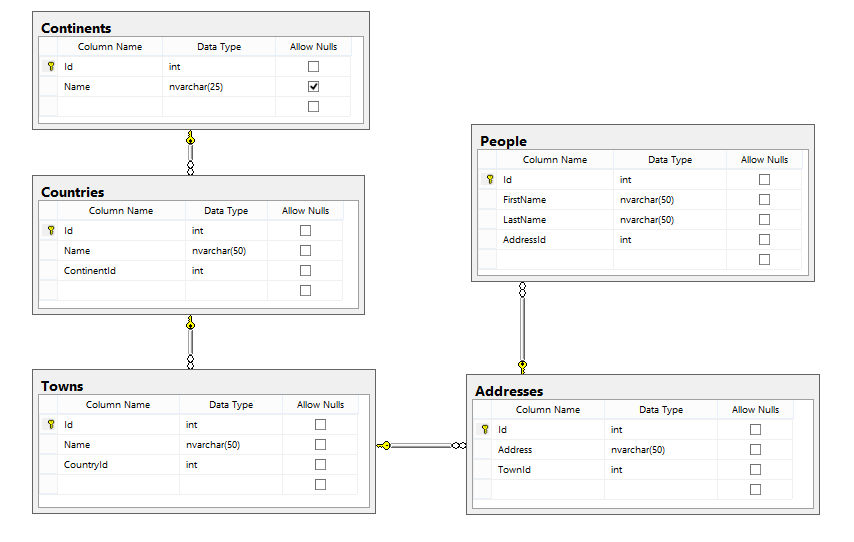 Continents
Column Name Data Type Allow Nulls
Id int
Name nvarchar(25)
Countries
Column Name Data Type Allow Nulls
Id int
Name nvarchar(50)
ContinentId int
Towns
Column Name Data Type Allow Nulls
Id int
Name nvarchar(50)
CountryId int
People
Column Name Data Type Allow Nulls
Id int
FirstName nvarchar(50)
LastName nvarchar(50)
AddressId int
Addresses
Column Name Data Type Allow Nulls
Id int
Address nvarchar(50)
TownId int